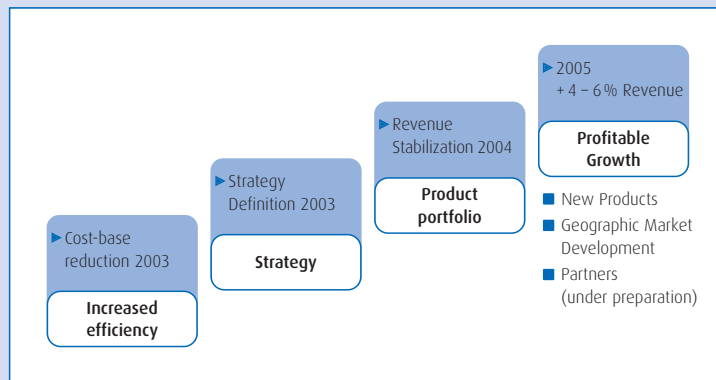 Cost-base
reduction 2003
Increased
efficiency
Strategy
Definition 2003
Strategy
Revenue
Stabilization 2004
Product
portfolio
2005
+ 4 – 6 % Revenue
Profitable
Growth
New Products
Geographic Market
Development
Partners
(under preparation)